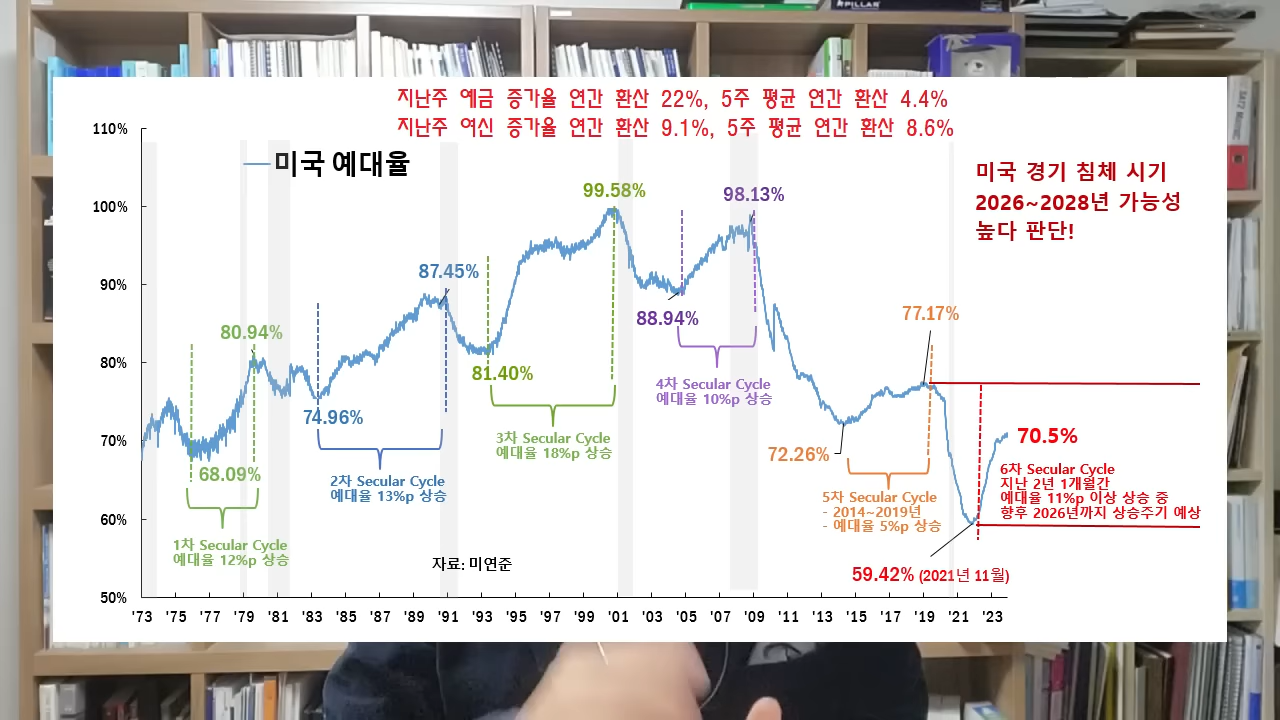 PILLAR
지난주 예금 증가율 연간 환산 22%, 5주 평균 연간 환산 4.4%
지난주 여신 증가율 연간 환산 9.1%, 5주 평균 연간 환산 8.6%
미국 예대율
미국 경기 침체 시기
2026~2028년 가능성
높다 판단!
110%
100%
90%
80%
70%
60%
50%
99.58%
98.13%
87.45%
88.94%
77.17%
80.94%
81.40%
74.96%
72.26%
70.5%
68.09%
4차 Secular Cycle
예대율 10%p 상승
3차 Secular Cycle
예대율 18%p 상승
2차 Secular Cycle
예대율 13%p 상승
6차 Secular Cycle
지난 2년 1개월간
예대율 11%p 이상 상승 중
향후 2026년까지 상승주기 예상
5차 Secular Cycle
- 2014~2019년
- 예대율 5%p 상승
1차 Secular Cycle
예대율 12%p 상승
자료: 미연준
59.42% (2021년 11월)
'73 '75 '77 '79 '81 '83 '85 '87 '89 '91 '93 '95 '97 '99 '01 '03 '05 '07 '09 '11 '13 '15 '17 '19 '21 '23